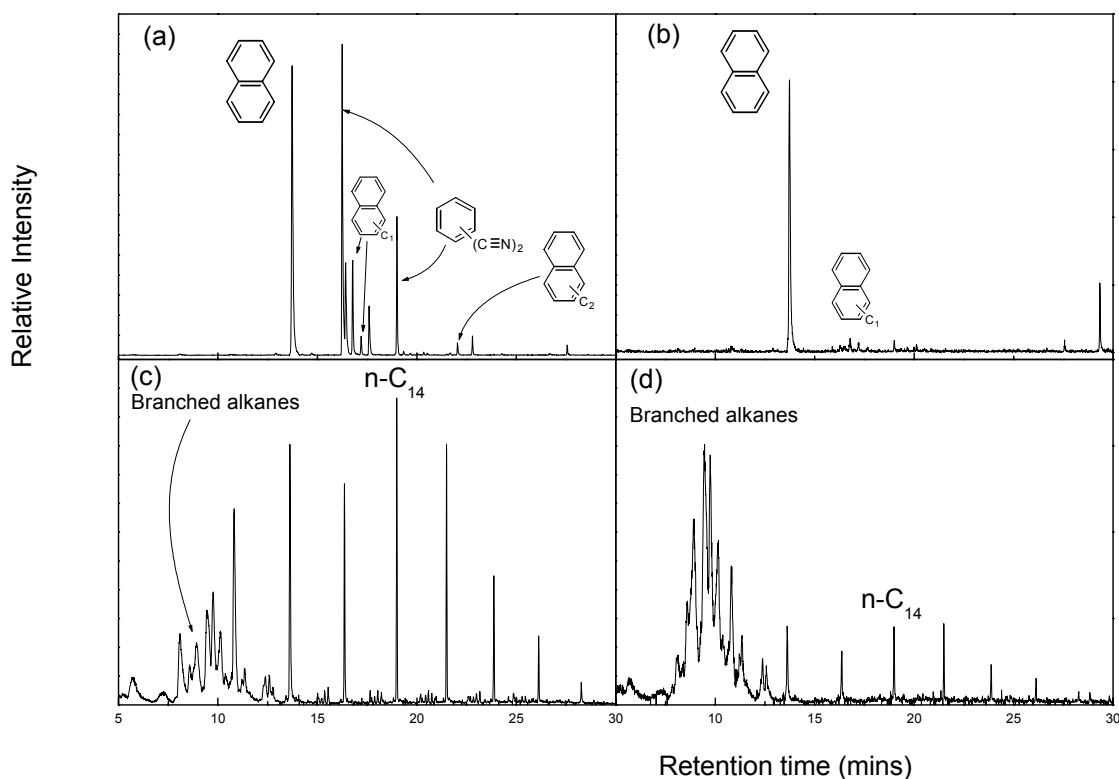 Relative Intensity
(a)
C₁
(C≡N)₂
C₂
(b)
C₁
(c)
Branched alkanes
n-C₁₄
(d)
Branched alkanes
n-C₁₄
5 10 15 20 25 30 10 15 20 25 30
Retention time (mins)